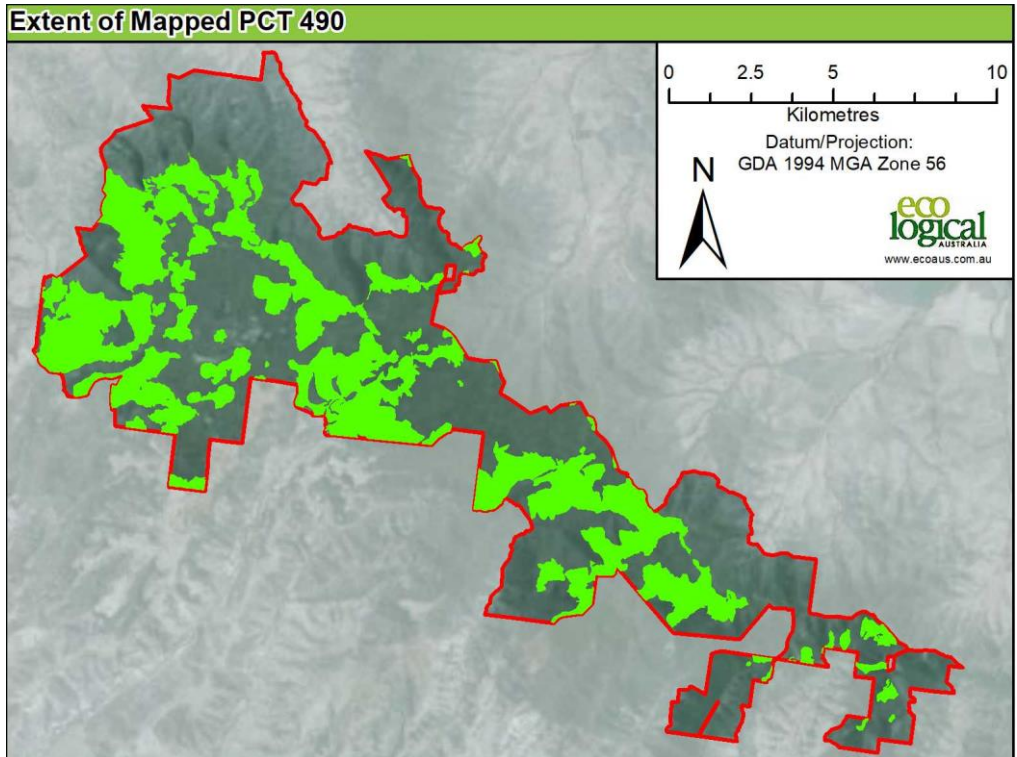 Extent of Mapped PCT 490
0 2.5 5 10
Kilometres
Datum/Projection:
GDA 1994 MGA Zone 56
N
eco
logical
AUSTRALIA
www.ecoaus.com.au